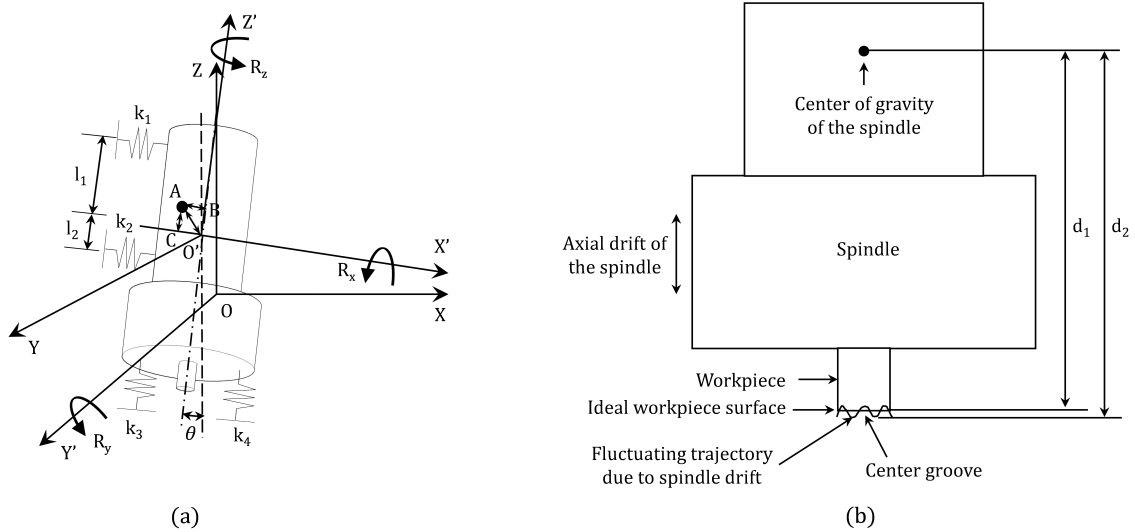 Z'
R_z
Z
k_1
l_1
A
B
k_2
l_2
C
O'
X'
R_x
O
X
Y
R_y
Y'
k_3
θ
k_4
(a)
Center of gravity
of the spindle
Axial drift of
the spindle
Spindle
d_1
d_2
Workpiece
Ideal workpiece surface
Fluctuating trajectory
due to spindle drift
Center groove
(b)